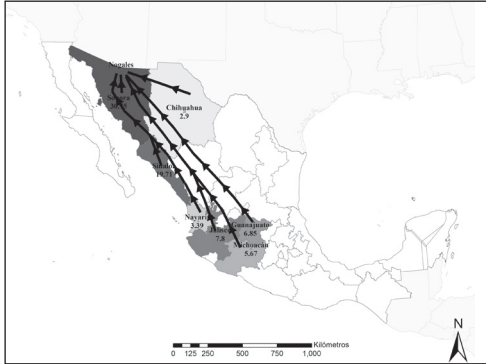 Nogales
Chihuahua
2.9
Sinaloa
19.71
Nayarit
3.39
Guanajuato
6.85
7.8
Michoacán
5.67
N
Kilómetros
0 125 250 500 750 1,000